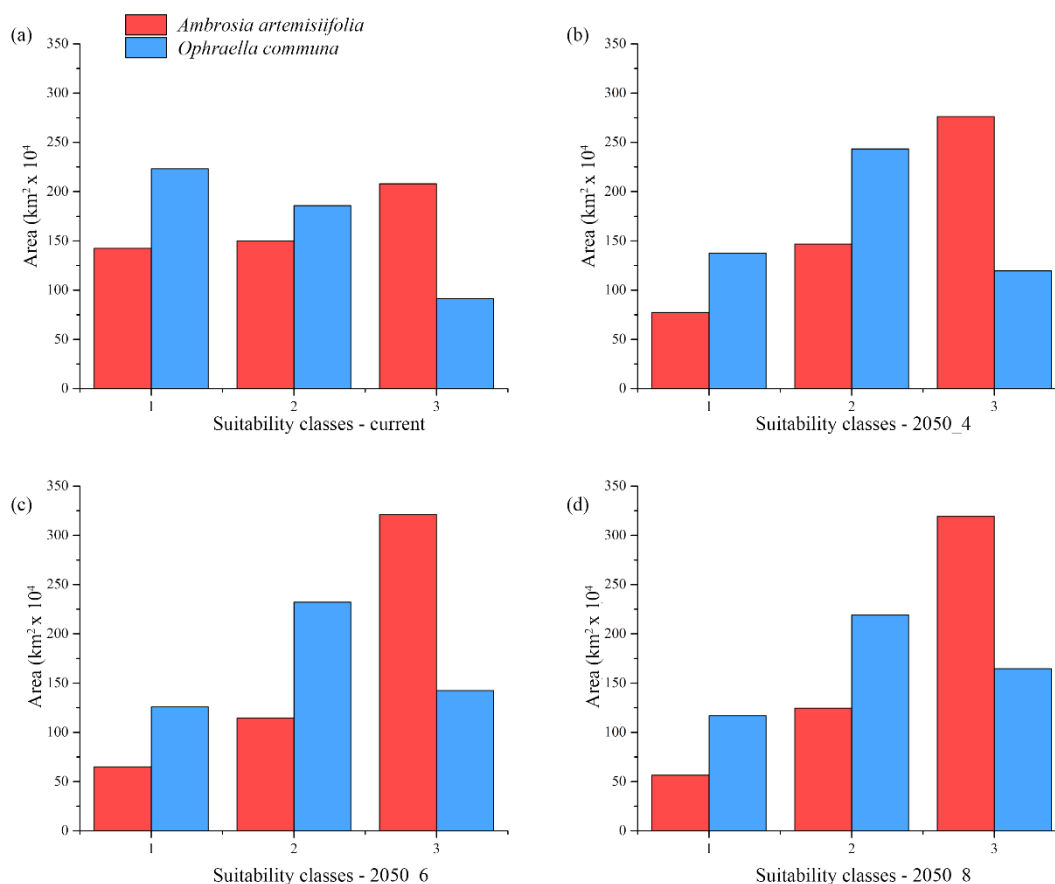 (a)
Ambrosia artemisiifolia
Ophraella communa
350
300
250
200
150
100
50
0
Area (km² x 10⁴)
1 2 3
Suitability classes - current
(b)
350
300
250
200
150
100
50
0
Area (km² x 10⁴)
1 2 3
Suitability classes - 2050_4
(c)
350
300
250
200
150
100
50
0
Area (km² x 10⁴)
1 2 3
Suitability classes - 2050_6
(d)
350
300
250
200
150
100
50
0
Area (km² x 10⁴)
1 2 3
Suitability classes - 2050_8